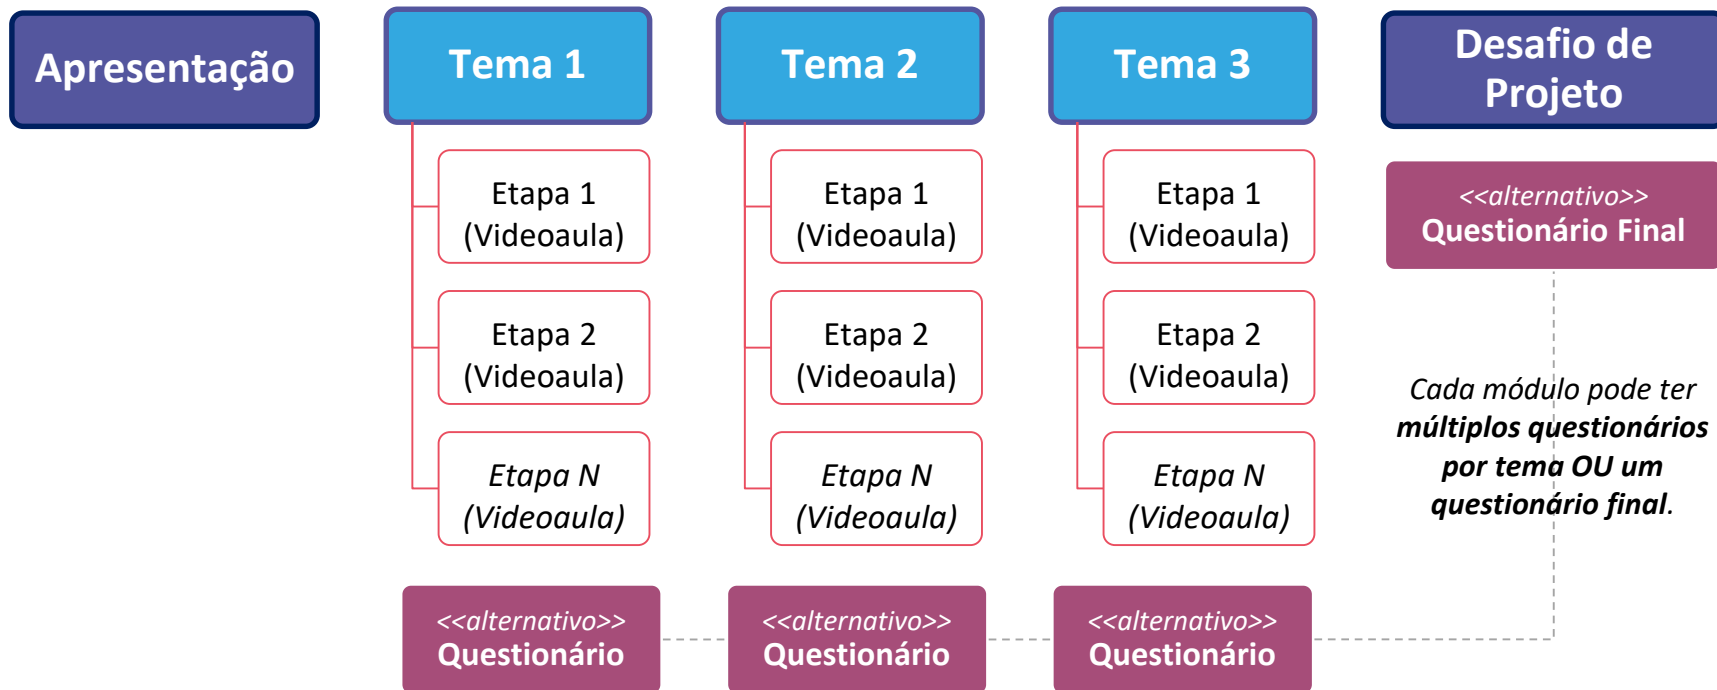 Apresentação
Tema 1
Etapa 1
(Videoaula)
Etapa 2
(Videoaula)
Etapa N
(Videoaula)
<<alternativo>>
Questionário
Tema 2
Etapa 1
(Videoaula)
Etapa 2
(Videoaula)
Etapa N
(Videoaula)
<<alternativo>>
Questionário
Tema 3
Etapa 1
(Videoaula)
Etapa 2
(Videoaula)
Etapa N
(Videoaula)
<<alternativo>>
Questionário
Desafio de
Projeto
<<alternativo>>
Questionário Final
Cada módulo pode ter
múltiplos questionários
por tema OU um
questionário final.